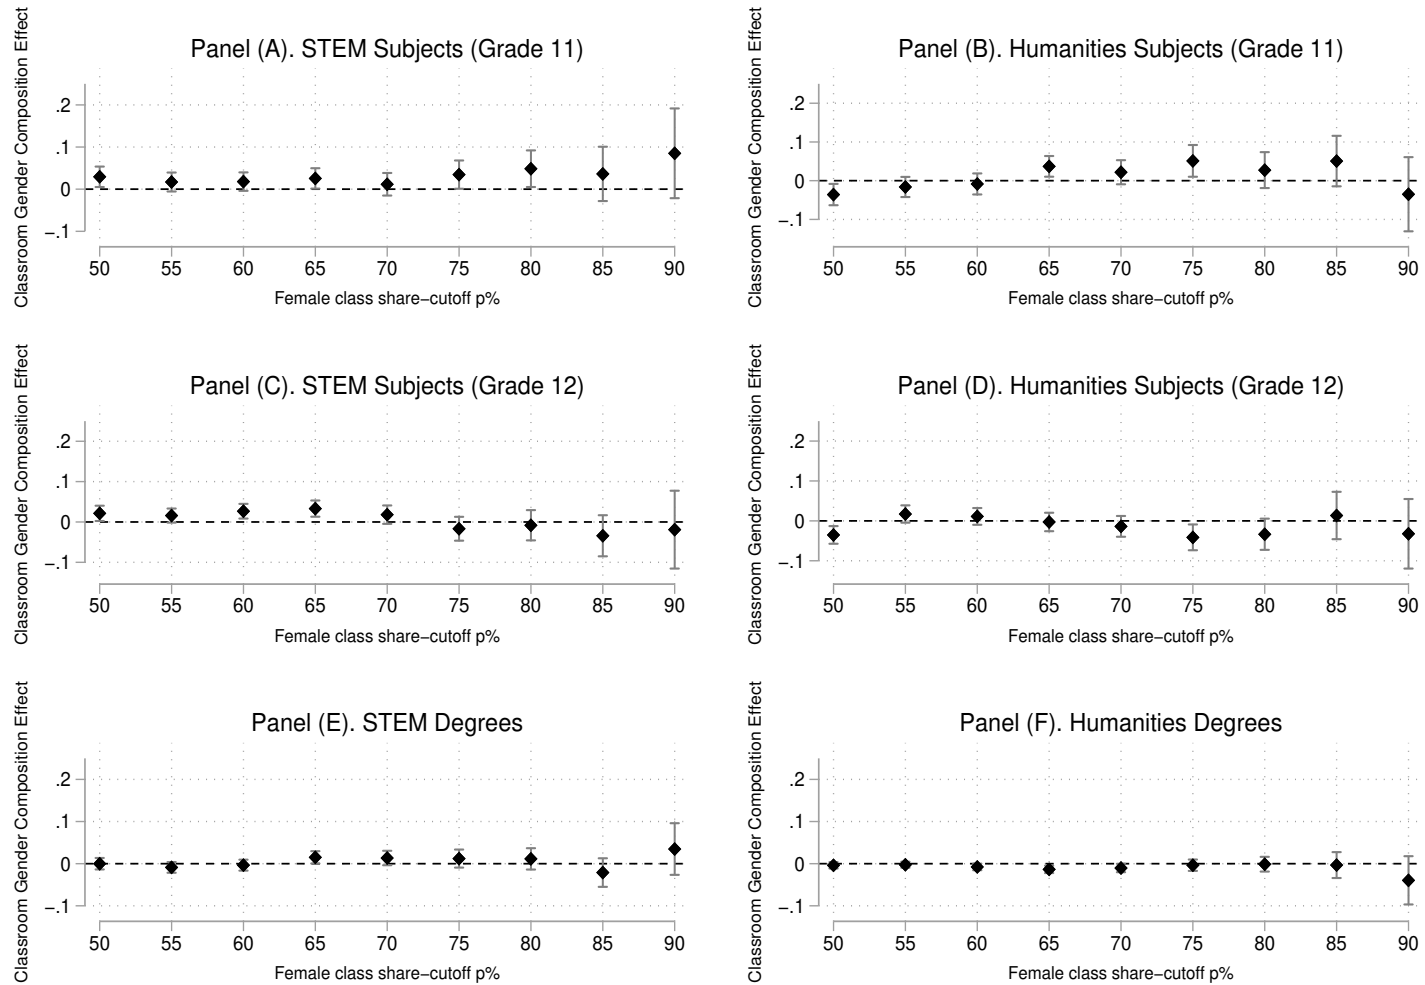 Panel (A). STEM Subjects (Grade 11)
Classroom Gender Composition Effect
.2
.1
0
−.1
50 55 60 65 70 75 80 85 90
Female class share−cutoff p%
Panel (B). Humanities Subjects (Grade 11)
Classroom Gender Composition Effect
.2
.1
0
−.1
50 55 60 65 70 75 80 85 90
Female class share−cutoff p%
Panel (C). STEM Subjects (Grade 12)
Classroom Gender Composition Effect
.2
.1
0
−.1
50 55 60 65 70 75 80 85 90
Female class share−cutoff p%
Panel (D). Humanities Subjects (Grade 12)
Classroom Gender Composition Effect
.2
.1
0
−.1
50 55 60 65 70 75 80 85 90
Female class share−cutoff p%
Panel (E). STEM Degrees
Classroom Gender Composition Effect
.2
.1
0
−.1
50 55 60 65 70 75 80 85 90
Female class share−cutoff p%
Panel (F). Humanities Degrees
Classroom Gender Composition Effect
.2
.1
0
−.1
50 55 60 65 70 75 80 85 90
Female class share−cutoff p%